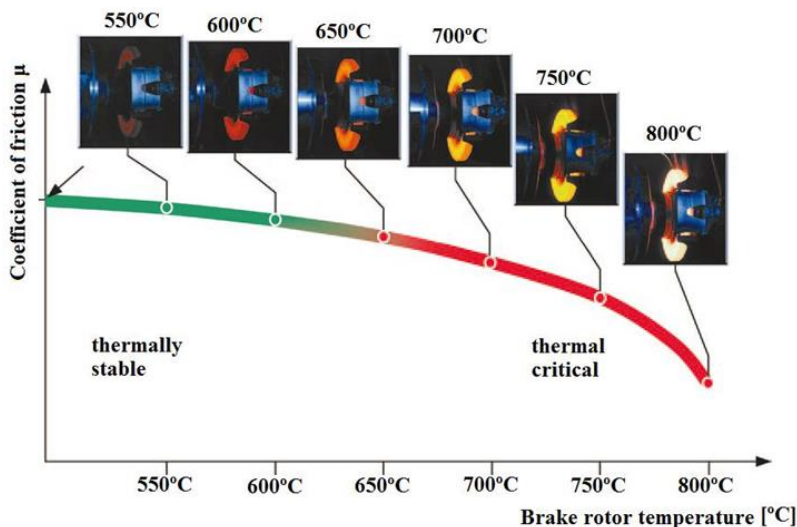 550ºC
600ºC
650ºC
700ºC
750ºC
800ºC
Coefficient of friction µ
thermally
stable
thermal
critical
550ºC
600ºC
650ºC
700ºC
750ºC
800ºC
Brake rotor temperature [ºC]